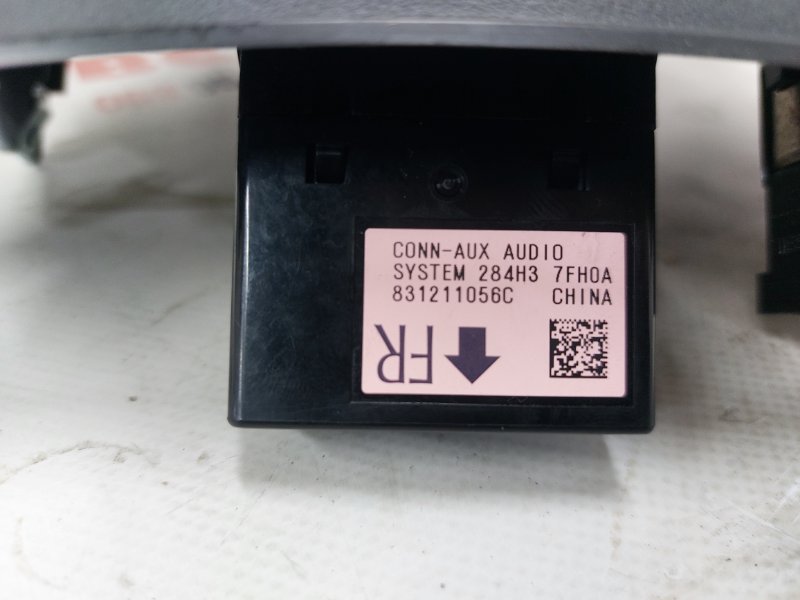 CONN-AUX AUDIO
SYSTEM 284H3 7FH0A
831211056C CHINA
FR